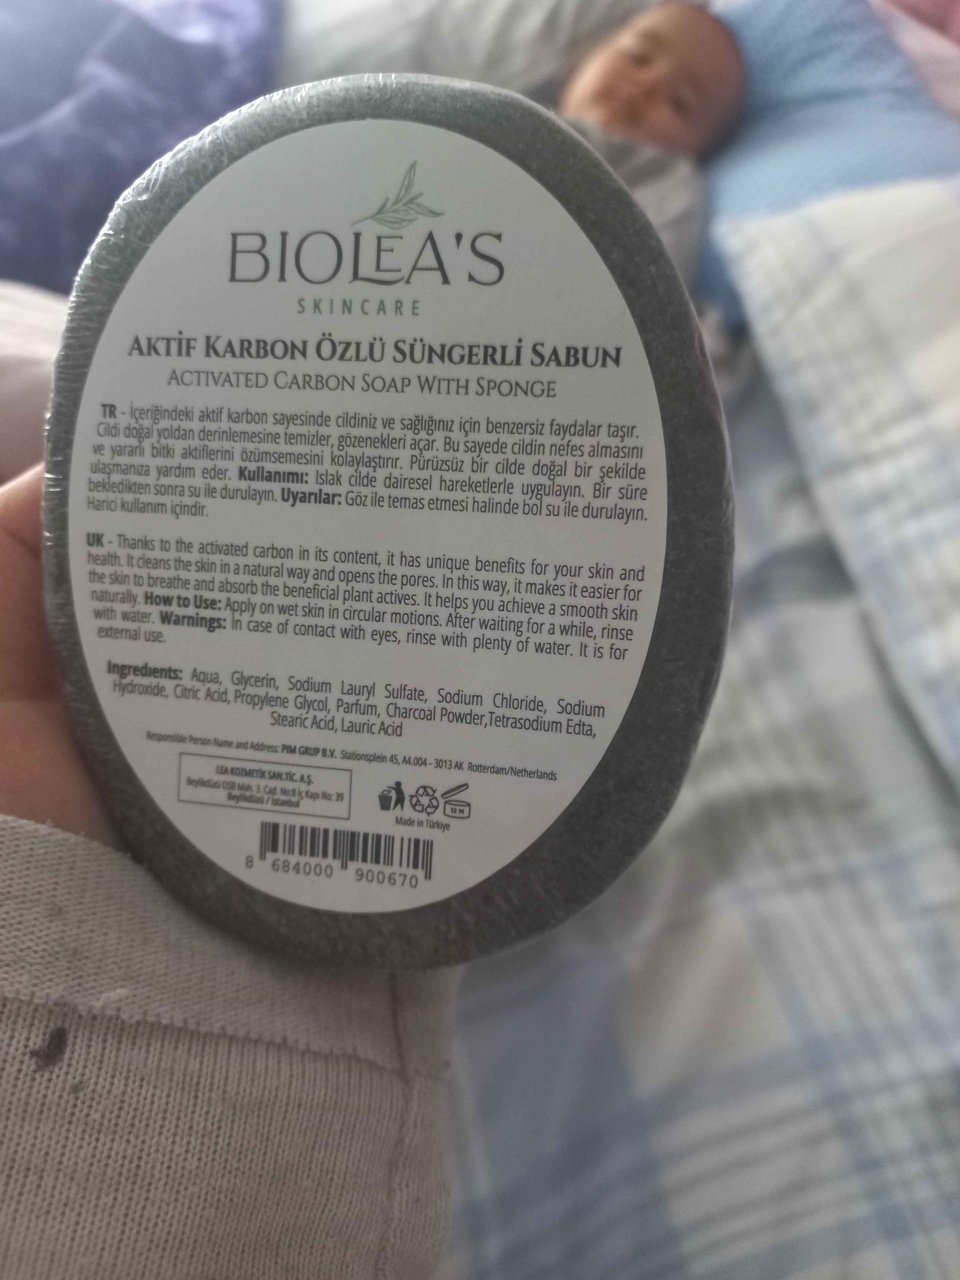 BIOLEA'S
SKINCARE
AKTİF KARBON ÖZLÜ SÜNGERLİ SABUN
ACTIVATED CARBON SOAP WITH SPONGE
TR - İçeriğindeki aktif karbon sayesinde cildiniz ve sağlığınız için benzersiz faydalar taşır.
Cildi doğal yoldan derinlemesine temizler, gözenekleri açar. Bu sayede cildin nefes almasını
ve yararlı bitki aktiflerini özümsemesini kolaylaştırır. Pürüzsüz bir cilde doğal bir şekilde
ulaşmanıza yardım eder. Kullanımı: Islak cilde dairesel hareketlerle uygulayın. Bir süre
bekledikten sonra su ile durulayın. Uyarılar: Göz ile temas etmesi halinde bol su ile durulayın.
Harici kullanım içindir.
UK - Thanks to the activated carbon in its content, it has unique benefits for your skin and
health. It cleans the skin in a natural way and opens the pores. In this way, it makes it easier for
the skin to breathe and absorb the beneficial plant actives. It helps you achieve a smooth skin
naturally. How to Use: Apply on wet skin in circular motions. After waiting for a while, rinse
with water. Warnings: In case of contact with eyes, rinse with plenty of water. It is for
external use.
Ingredients: Aqua, Glycerin, Sodium Lauryl Sulfate, Sodium Chloride, Sodium
Hydroxide, Citric Acid, Propylene Glycol, Parfum, Charcoal Powder,Tetrasodium Edta,
Stearic Acid, Lauric Acid
Responsible Person Name and Address: PIM GRUP B.V. Stationsplein 45, A4.004 - 3013 AK Rotterdam/Netherlands
LEA KOZMETİK SAN.TİC. A.Ş.
Beylikdüzü OSB Mah. 3. Cad. No:8 İç Kapı No: 39
Beylikdüzü / İstanbul
12 M
Made in Türkiye
8 684000 900670